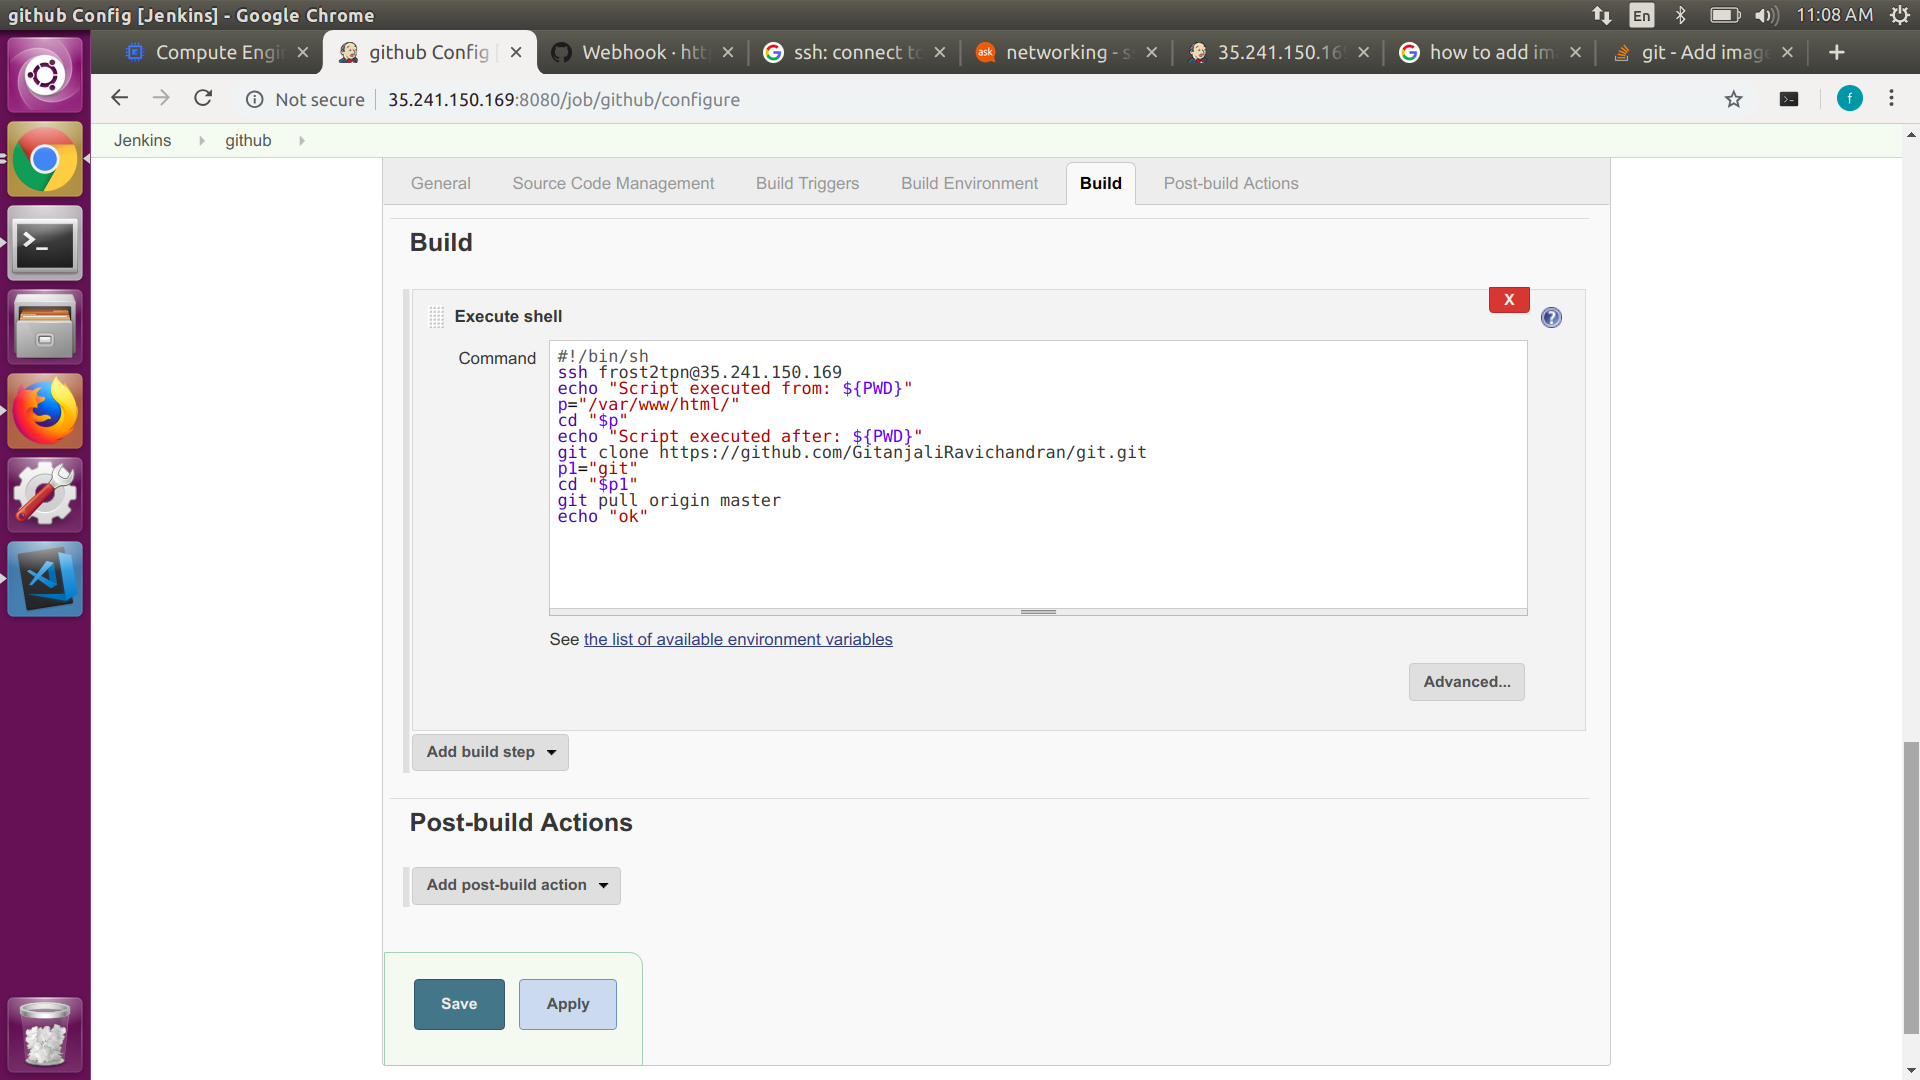 github Config [Jenkins] - Google Chrome
En
11:08 AM
Compute Engi
github Config
Webhook · htt
ssh: connect to
networking - s
35.241.150.16
how to add im
git - Add image
ask
Not secure
35.241.150.169:8080/job/github/configure
f
Jenkins
github
General
Source Code Management
Build Triggers
Build Environment
Build
Post-build Actions
Build
X
Execute shell
?
Command
#!/bin/sh
ssh frost2tpn@35.241.150.169
echo "Script executed from: ${PWD}"
p="/var/www/html/"
cd "$p"
echo "Script executed after: ${PWD}"
git clone https://github.com/GitanjaliRavichandran/git.git
p1="git"
cd "$p1"
git pull origin master
echo "ok"
See the list of available environment variables
Advanced...
Add build step
Post-build Actions
Add post-build action
Save
Apply